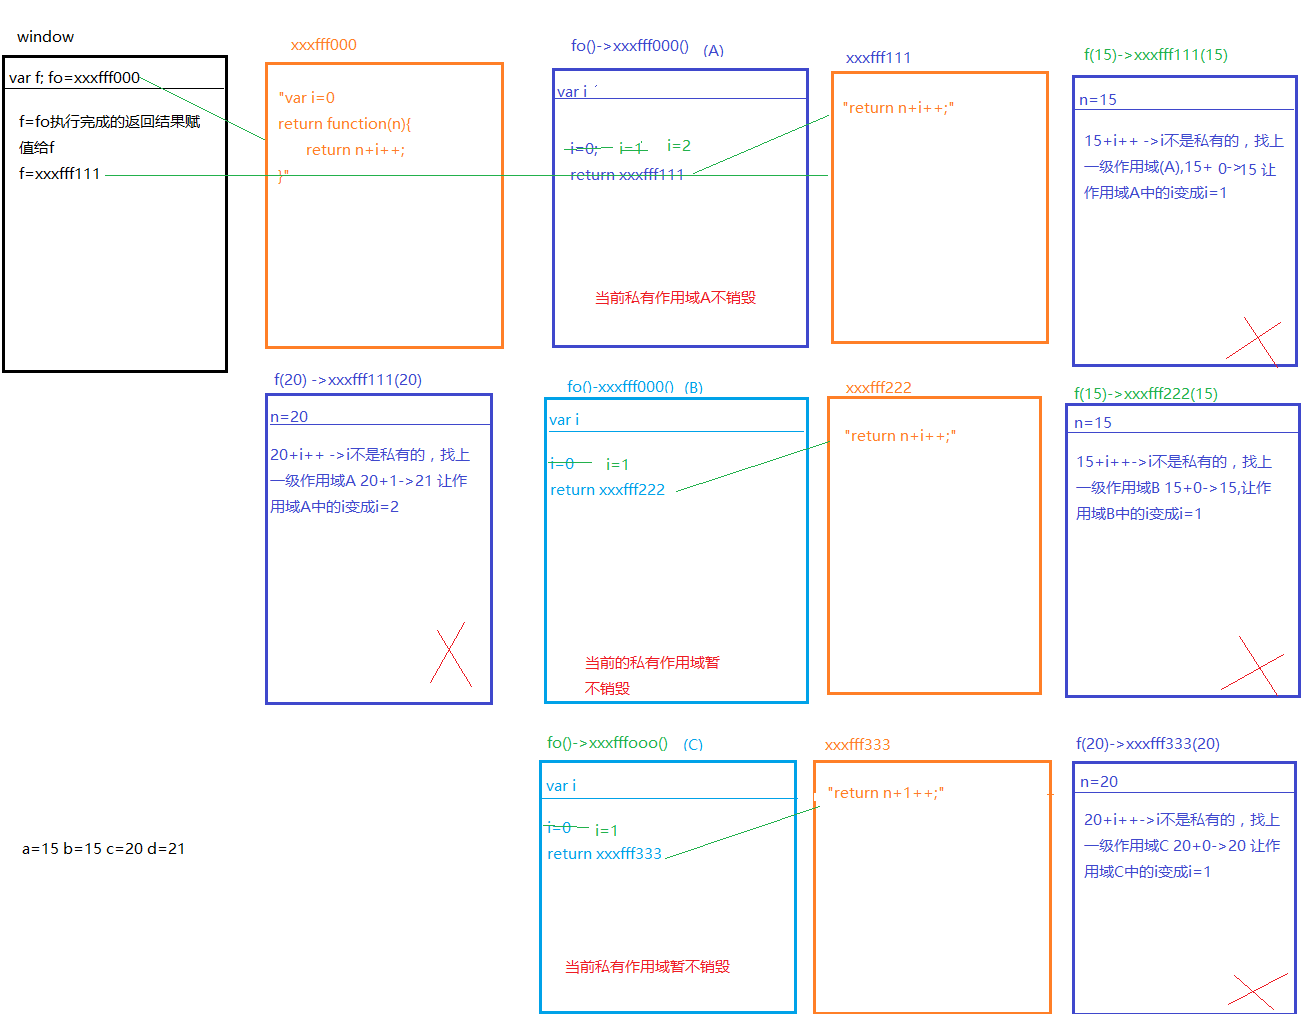 window
var f; fo=xxxfff000
f=fo执行完成的返回结果赋
值给f
f=xxxfff111
xxxfff000
"var i=0
return function(n){
return n+i++;
}"
fo()->xxxfff000() (A)
var i
i=0; i=1 i=2
return xxxfff111
当前私有作用域A不销毁
xxxfff111
"return n+i++;"
f(15)->xxxfff111(15)
n=15
15+i++ ->i不是私有的，找上
一级作用域(A),15+ 0->15 让
作用域A中的i变成i=1
f(20) ->xxxfff111(20)
n=20
20+i++ ->i不是私有的，找上
一级作用域A 20+1->21 让作
用域A中的i变成i=2
fo()-xxxfff000() (B)
var i
i=0 i=1
return xxxfff222
当前的私有作用域暂
不销毁
xxxfff222
"return n+i++;"
f(15)->xxxfff222(15)
n=15
15+i++->i不是私有的，找上
一级作用域B 15+0->15,让作
用域B中的i变成i=1
fo()->xxxfffooo() (C)
var i
i=0 i=1
return xxxfff333
当前私有作用域暂不销毁
xxxfff333
"return n+1++;"
f(20)->xxxfff333(20)
n=20
20+i++->i不是私有的，找上
一级作用域C 20+0->20 让作
用域C中的i变成i=1
a=15 b=15 c=20 d=21